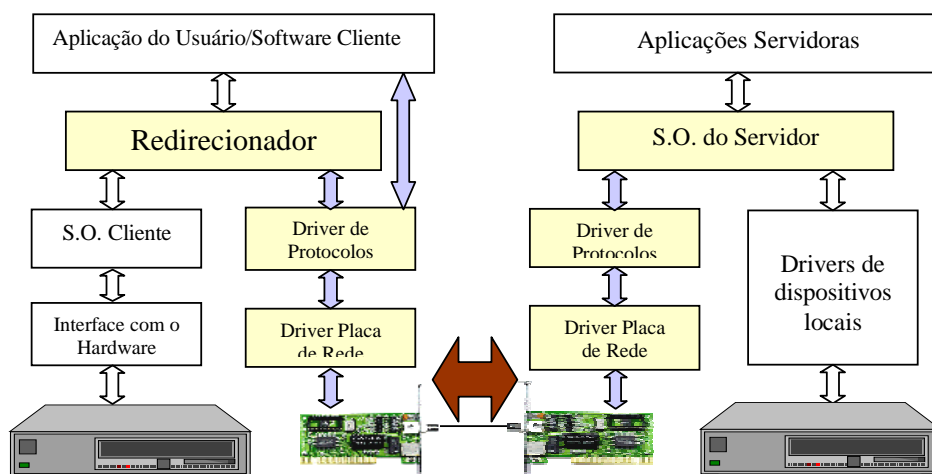 Aplicação do Usuário/Software Cliente
Aplicações Servidoras
Redirecionador
S.O. do Servidor
S.O. Cliente
Driver de
Protocolos
Driver de
Protocolos
Drivers de
dispositivos
locais
Interface com o
Hardware
Driver Placa
de Rede
Driver Placa
de Rede